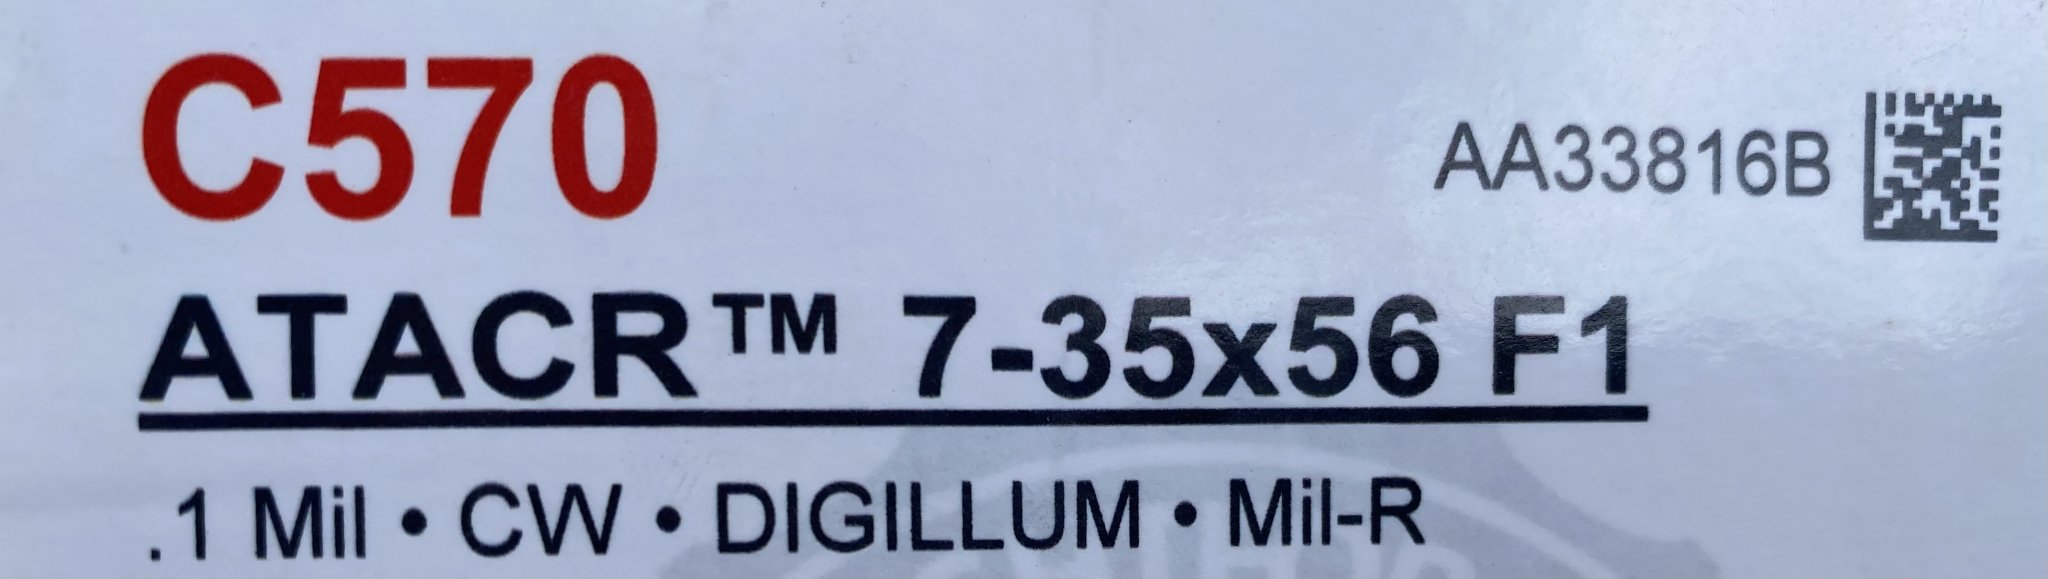 C570
AA33816B
ATACR™ 7-35x56 F1
.1 Mil • CW • DIGILLUM • Mil-R